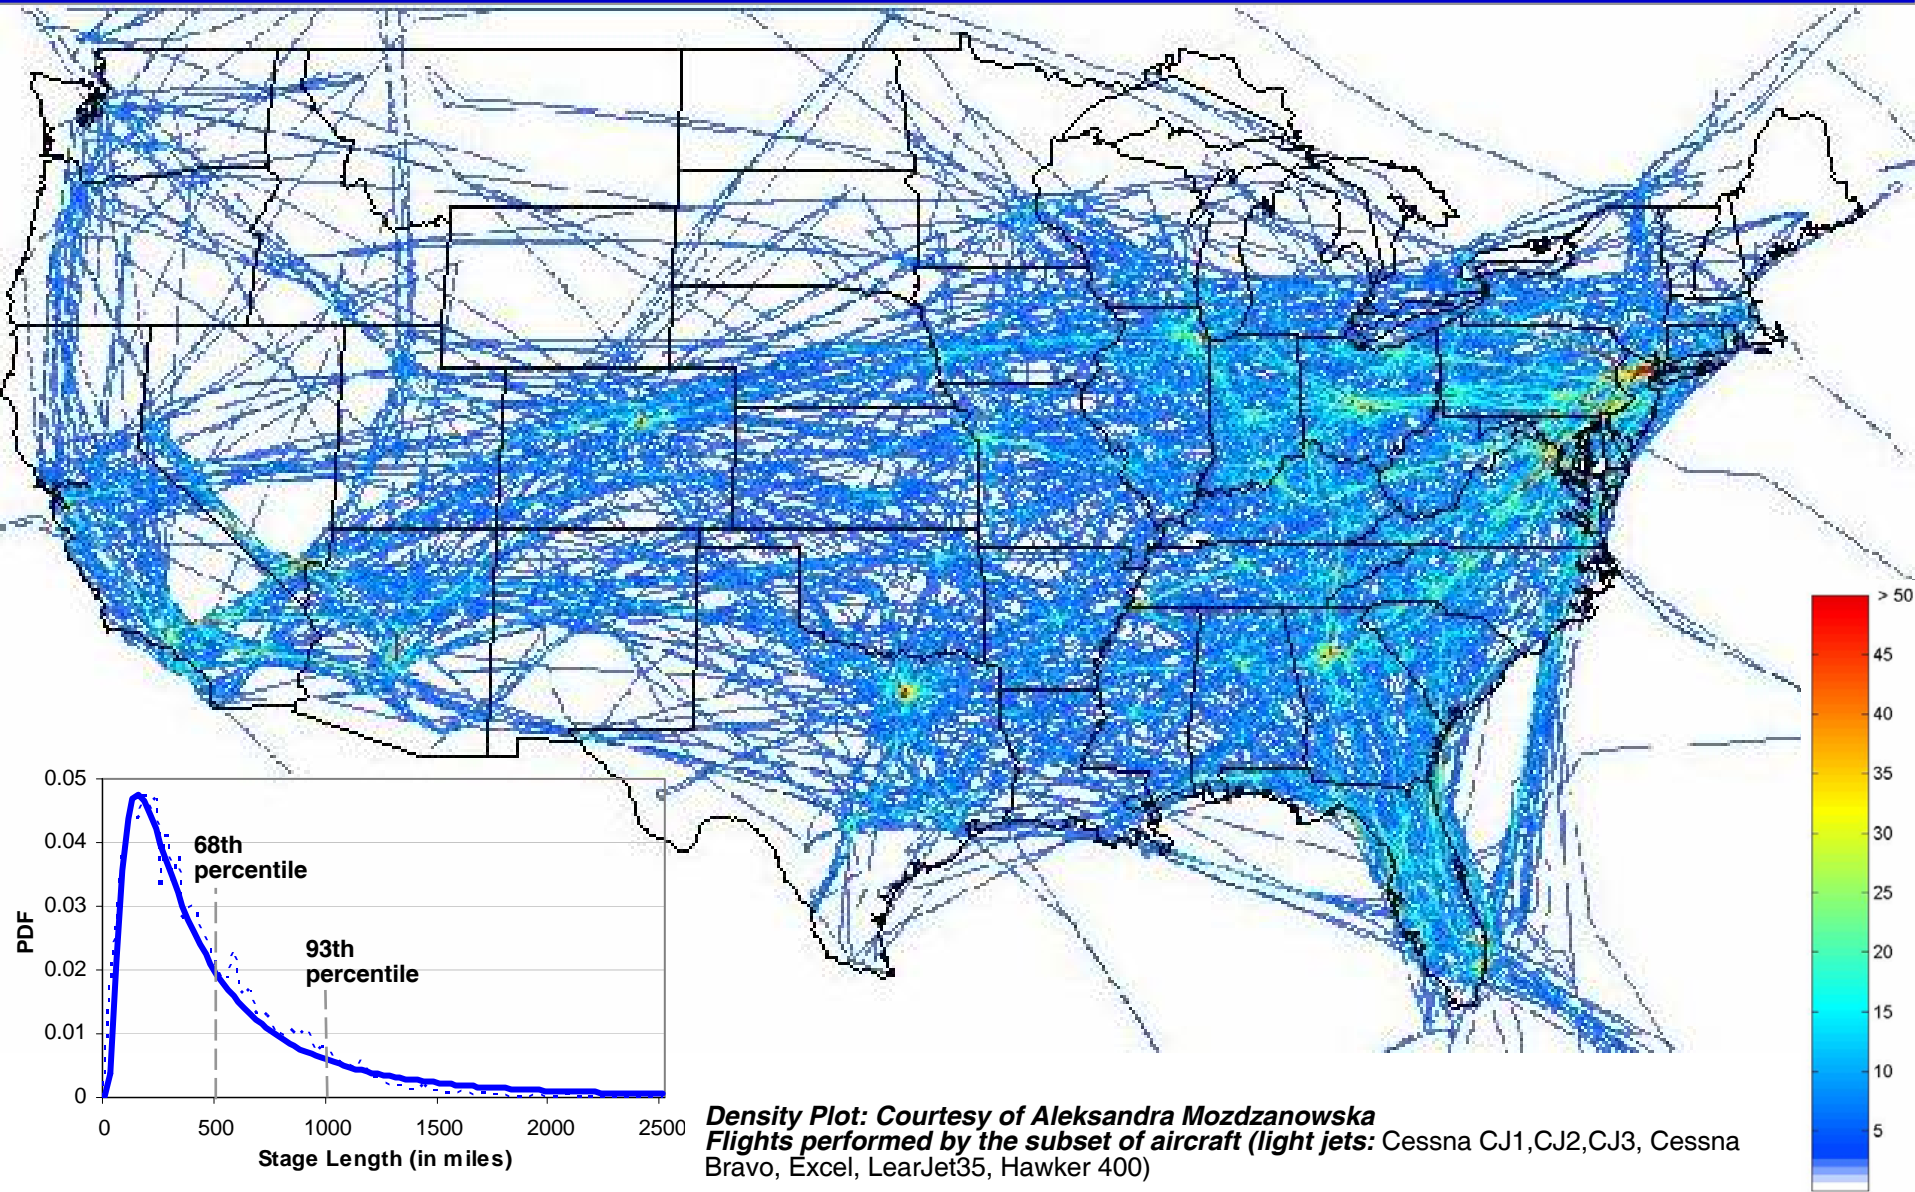 > 50
45
40
35
30
25
20
15
10
5
0.05
0.04
0.03
0.02
0.01
0
PDF
68th
percentile
93th
percentile
0 500 1000 1500 2000 2500
Stage Length (in miles)
Density Plot: Courtesy of Aleksandra Mozdzanowska
Flights performed by the subset of aircraft (light jets: Cessna CJ1,CJ2,CJ3, Cessna
Bravo, Excel, LearJet35, Hawker 400)